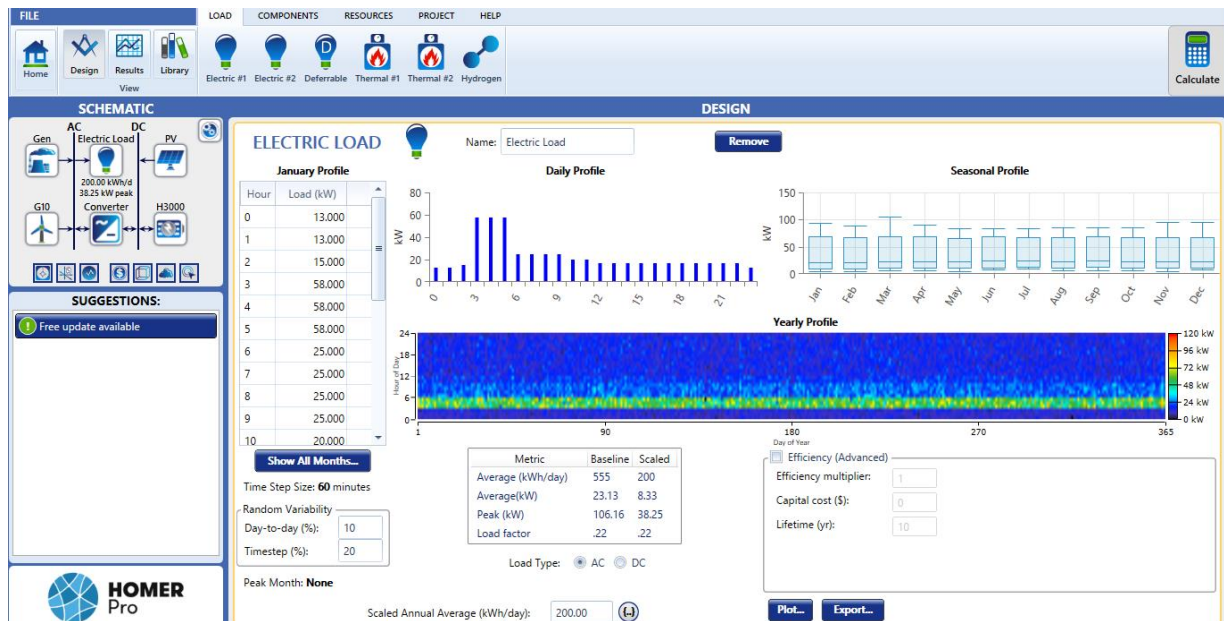 FILE LOAD COMPONENTS RESOURCES PROJECT HELP
Home Design Results Library Electric #1 Electric #2 Deferrable Thermal #1 Thermal #2 Hydrogen Calculate
D
View
SCHEMATIC
AC DC
Gen Electric Load PV
200.00 kWh/d
38.25 kW peak
G10 Converter H3000
SUGGESTIONS:
Free update available
HOMER
Pro
DESIGN
ELECTRIC LOAD Name: Electric Load Remove
January Profile
Hour Load (kW)
0 13.000
1 13.000
2 15.000
3 58.000
4 58.000
5 58.000
6 25.000
7 25.000
8 25.000
9 25.000
10 20.000
Show All Months...
Time Step Size: 60 minutes
Random Variability
Day-to-day (%): 10
Timestep (%): 20
Peak Month: None
Daily Profile
kW
80
60
40
20
0
0 3 6 9 12 15 18 21
Seasonal Profile
kW
150
100
50
0
Jan Feb Mar Apr May Jun Jul Aug Sep Oct Nov Dec
Yearly Profile
Hour of Day
24
18
12
6
0
1 90 180 270 365
Day of Year
120 kW
96 kW
72 kW
48 kW
24 kW
0 kW
Metric Baseline Scaled
Average (kWh/day) 555 200
Average(kW) 23.13 8.33
Peak (kW) 106.16 38.25
Load factor .22 .22
Load Type: AC DC
Scaled Annual Average (kWh/day): 200.00 {..}
Efficiency (Advanced)
Efficiency multiplier: 1
Capital cost ($): 0
Lifetime (yr): 10
Plot... Export...